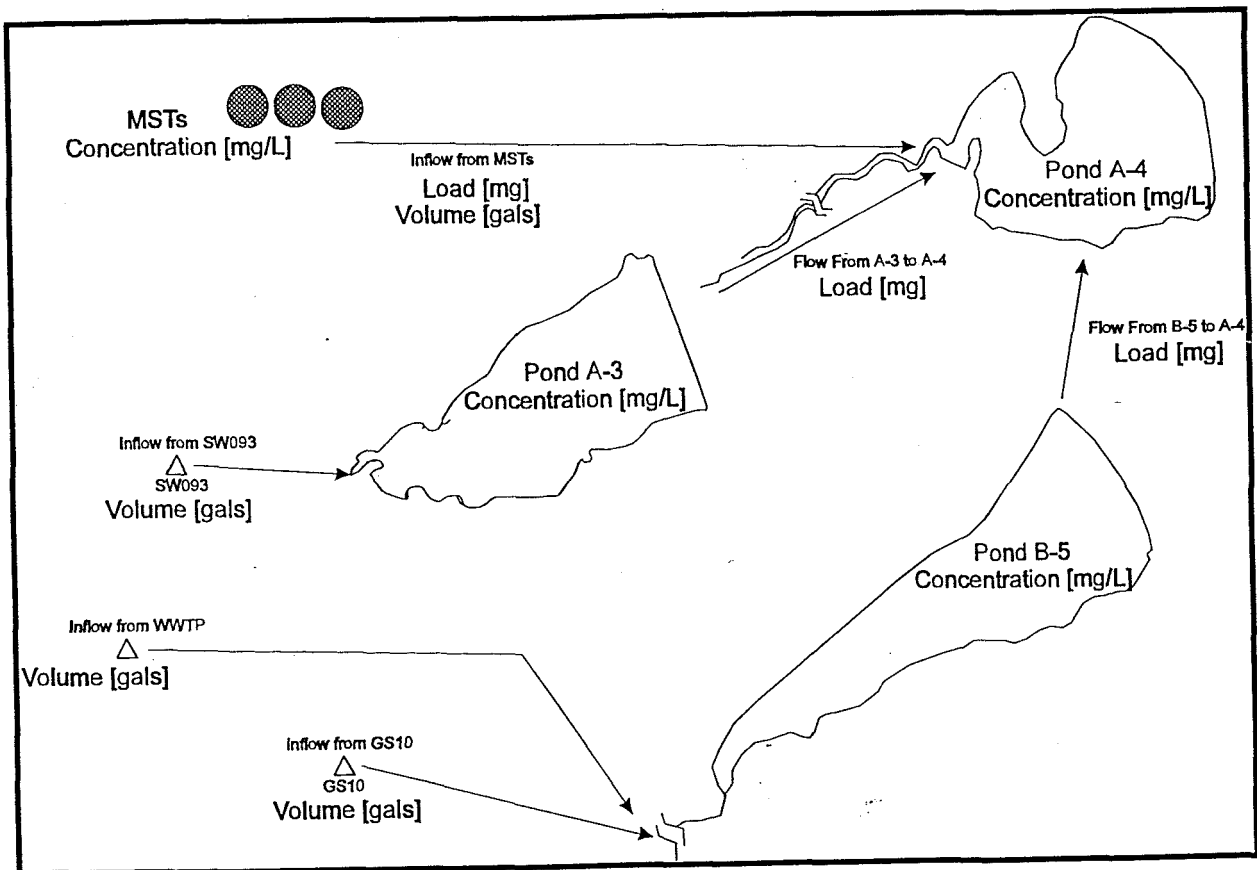 MSTs
Concentration [mg/L]
Inflow from MSTs
Load [mg]
Volume [gals]
Pond A-4
Concentration [mg/L]
Flow From A-3 to A-4
Load [mg]
Flow From B-5 to A-4
Load [mg]
Pond A-3
Concentration [mg/L]
Inflow from SW093
SW093
Volume [gals]
Pond B-5
Concentration [mg/L]
Inflow from WWTP
Volume [gals]
Inflow from GS10
GS10
Volume [gals]